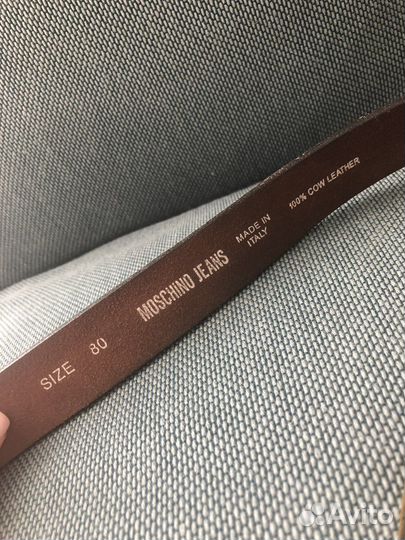 SIZE 80
MOSCHINO JEANS
MADE IN
ITALY
100% COW LEATHER
Avito